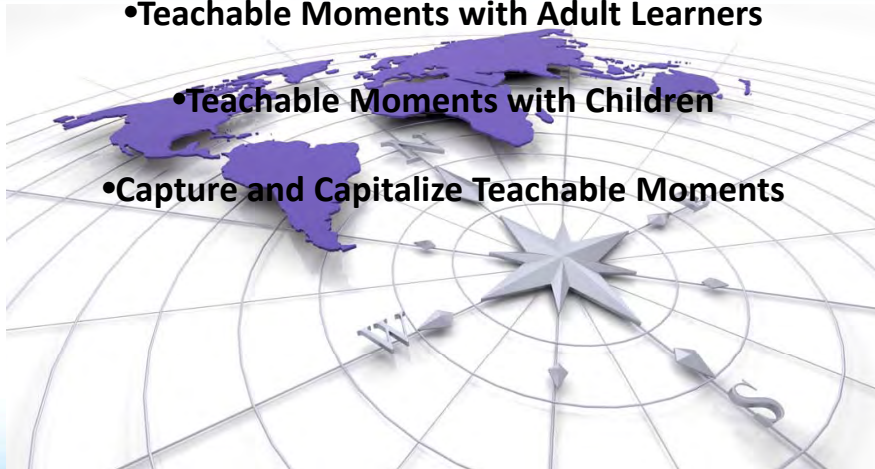 •Teachable Moments with Adult Learners
•Teachable Moments with Children
•Capture and Capitalize Teachable Moments
N
W
S